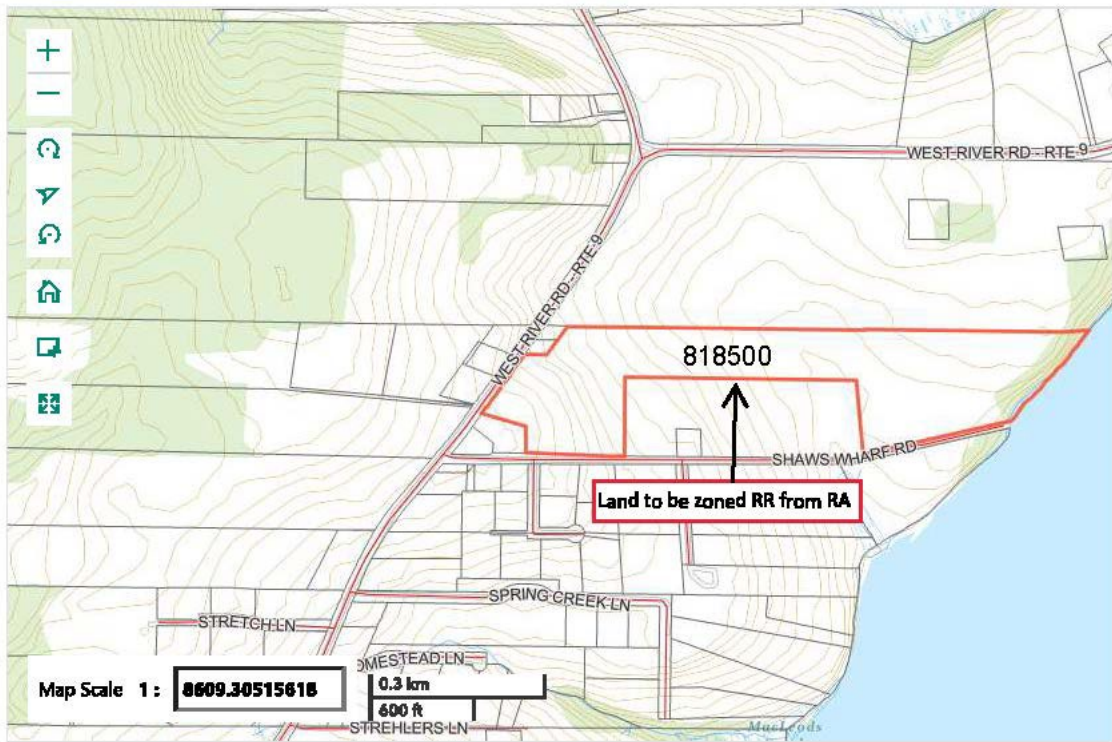 WEST RIVER RD - RTE 9
WEST RIVER RD - RTE 9
818500
SHAWS WHARF RD
Land to be zoned RR from RA
SPRING CREEK LN
STRETCH LN
OMESTEAD LN
Map Scale 1 : 8609.30515618
0.3 km
600 ft
STREHLERS LN
MacLeods